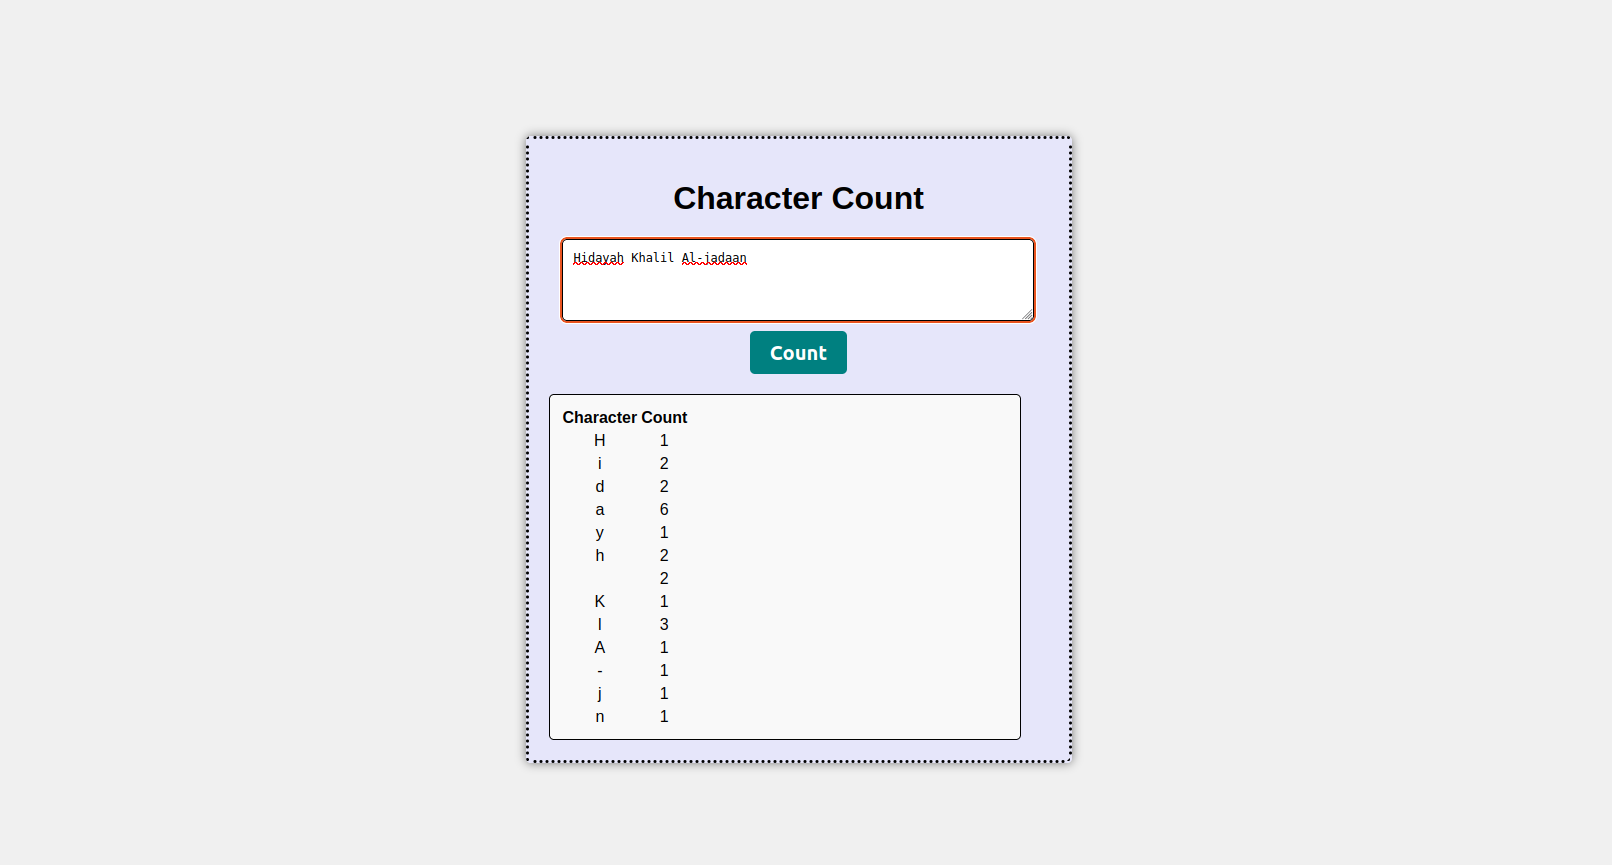 Character Count
Hidayah Khalil Al-jadaan
Count
Character Count
H 1
i 2
d 2
a 6
y 1
h 2
2
K 1
l 3
A 1
- 1
j 1
n 1